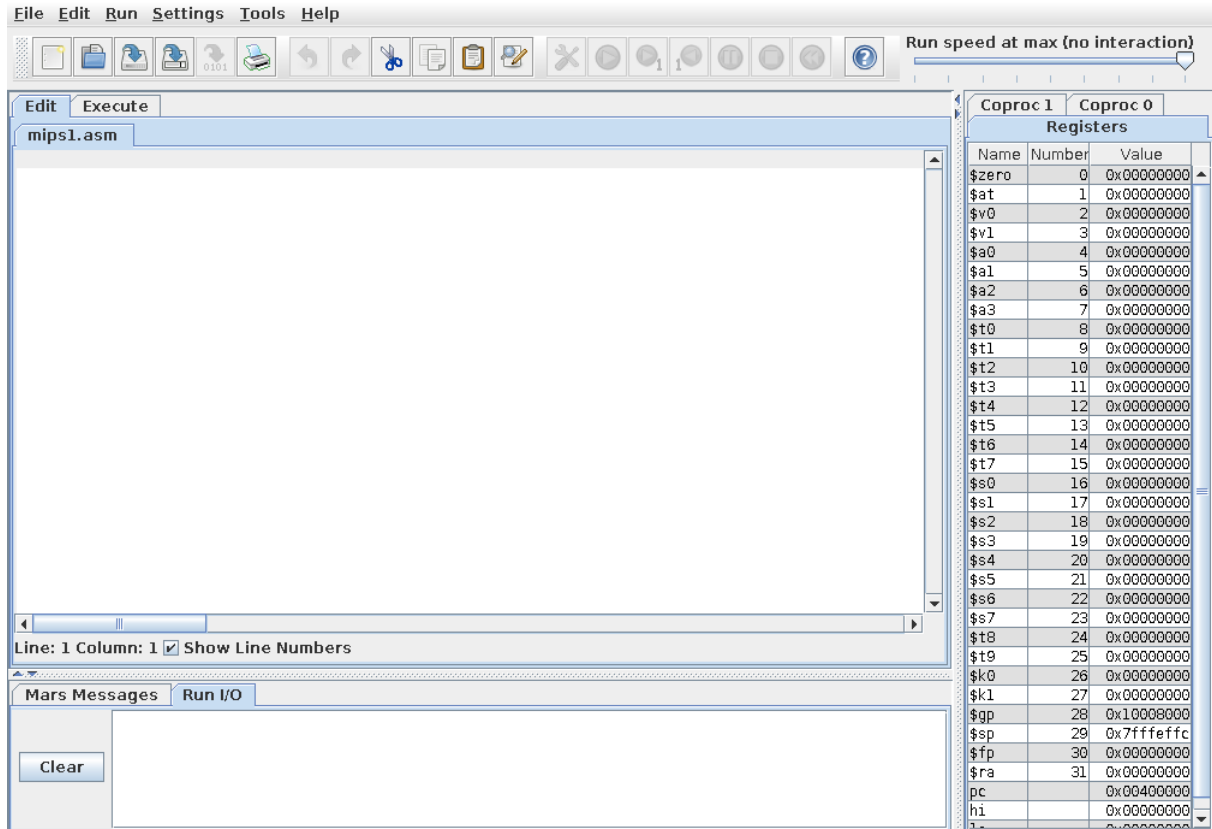 File Edit Run Settings Tools Help
0101
1
1
Run speed at max (no interaction)
Edit Execute
mips1.asm
Line: 1 Column: 1 Show Line Numbers
Mars Messages Run I/O
Clear
Coproc 1 Coproc 0
Registers
Name Number Value
$zero 0 0x00000000
$at 1 0x00000000
$v0 2 0x00000000
$v1 3 0x00000000
$a0 4 0x00000000
$a1 5 0x00000000
$a2 6 0x00000000
$a3 7 0x00000000
$t0 8 0x00000000
$t1 9 0x00000000
$t2 10 0x00000000
$t3 11 0x00000000
$t4 12 0x00000000
$t5 13 0x00000000
$t6 14 0x00000000
$t7 15 0x00000000
$s0 16 0x00000000
$s1 17 0x00000000
$s2 18 0x00000000
$s3 19 0x00000000
$s4 20 0x00000000
$s5 21 0x00000000
$s6 22 0x00000000
$s7 23 0x00000000
$t8 24 0x00000000
$t9 25 0x00000000
$k0 26 0x00000000
$k1 27 0x00000000
$gp 28 0x10008000
$sp 29 0x7fffeffc
$fp 30 0x00000000
$ra 31 0x00000000
pc 0x00400000
hi 0x00000000